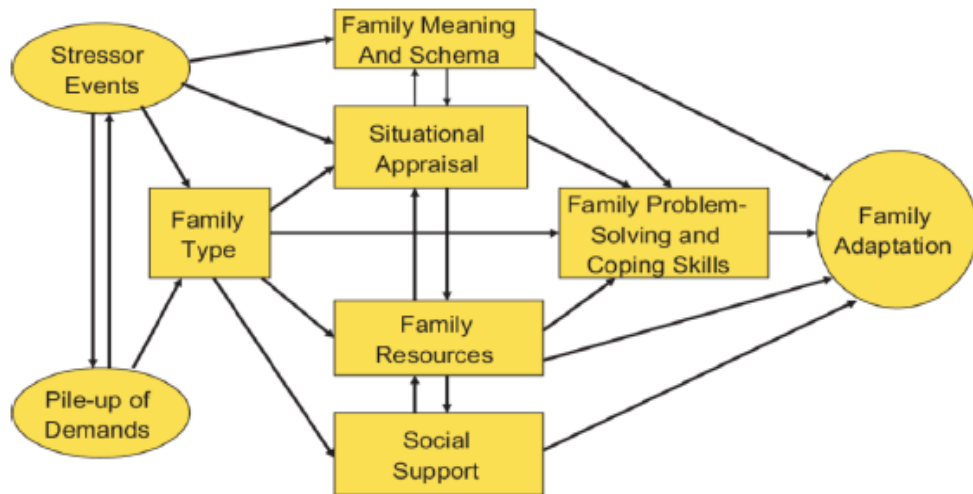 Stressor
Events
Family Meaning
And Schema
Situational
Appraisal
Family
Type
Family Problem-
Solving and
Coping Skills
Family
Adaptation
Family
Resources
Pile-up of
Demands
Social
Support